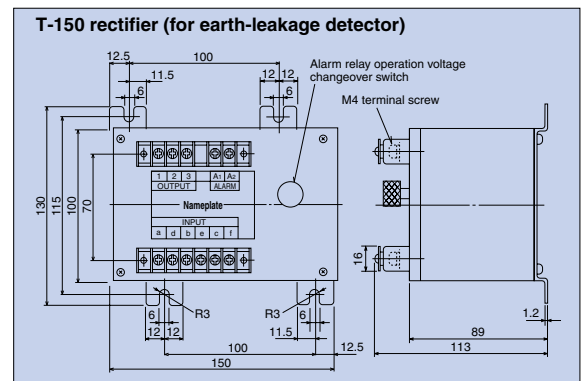 T-150 rectifier (for earth-leakage detector)
12.5
100
11.5
6
12 12
6
Alarm relay operation voltage
changeover switch
M4 terminal screw
130
115
100
70
1 2 3 A1 A2
OUTPUT ALARM
Nameplate
INPUT
a d b e c f
16
R3
R3
6
12 12
6
11.5
100
12.5
150
1.2
89
113